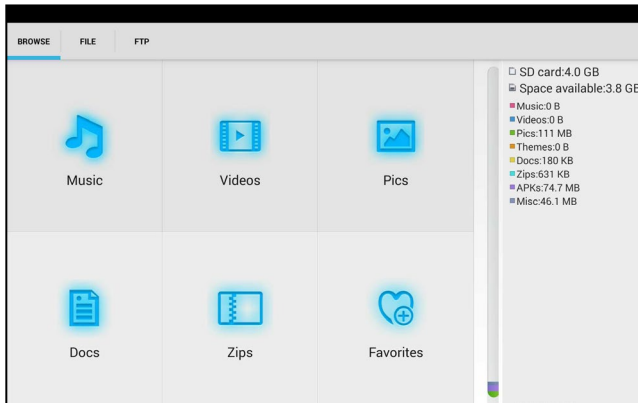 BROWSE FILE FTP
Music Videos Pics
Docs Zips Favorites
SD card:4.0 GB
Space available:3.8 GB
Music:0 B
Videos:0 B
Pics:111 MB
Themes:0 B
Docs:180 KB
Zips:631 KB
APKs:74.7 MB
Misc:46.1 MB